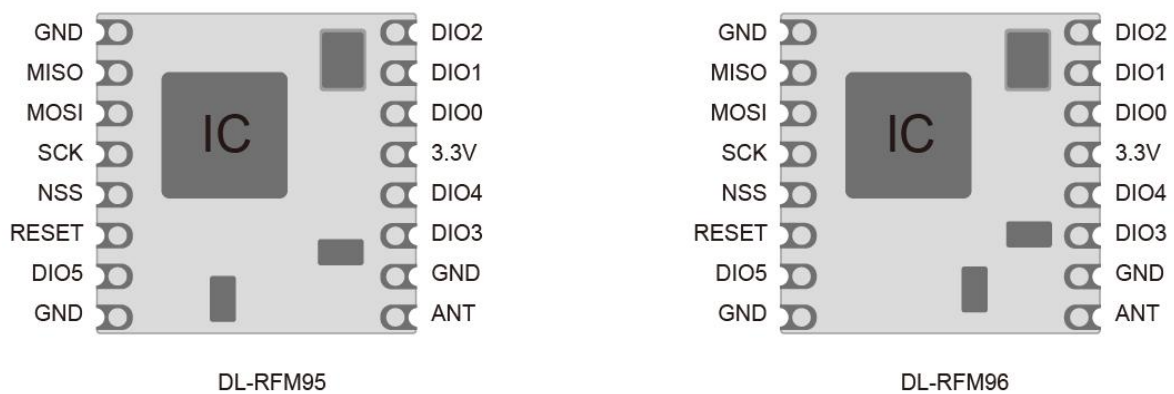 GND
MISO
MOSI
SCK
NSS
RESET
DIO5
GND
IC
DIO2
DIO1
DIO0
3.3V
DIO4
DIO3
GND
ANT
DL-RFM95
GND
MISO
MOSI
SCK
NSS
RESET
DIO5
GND
IC
DIO2
DIO1
DIO0
3.3V
DIO4
DIO3
GND
ANT
DL-RFM96